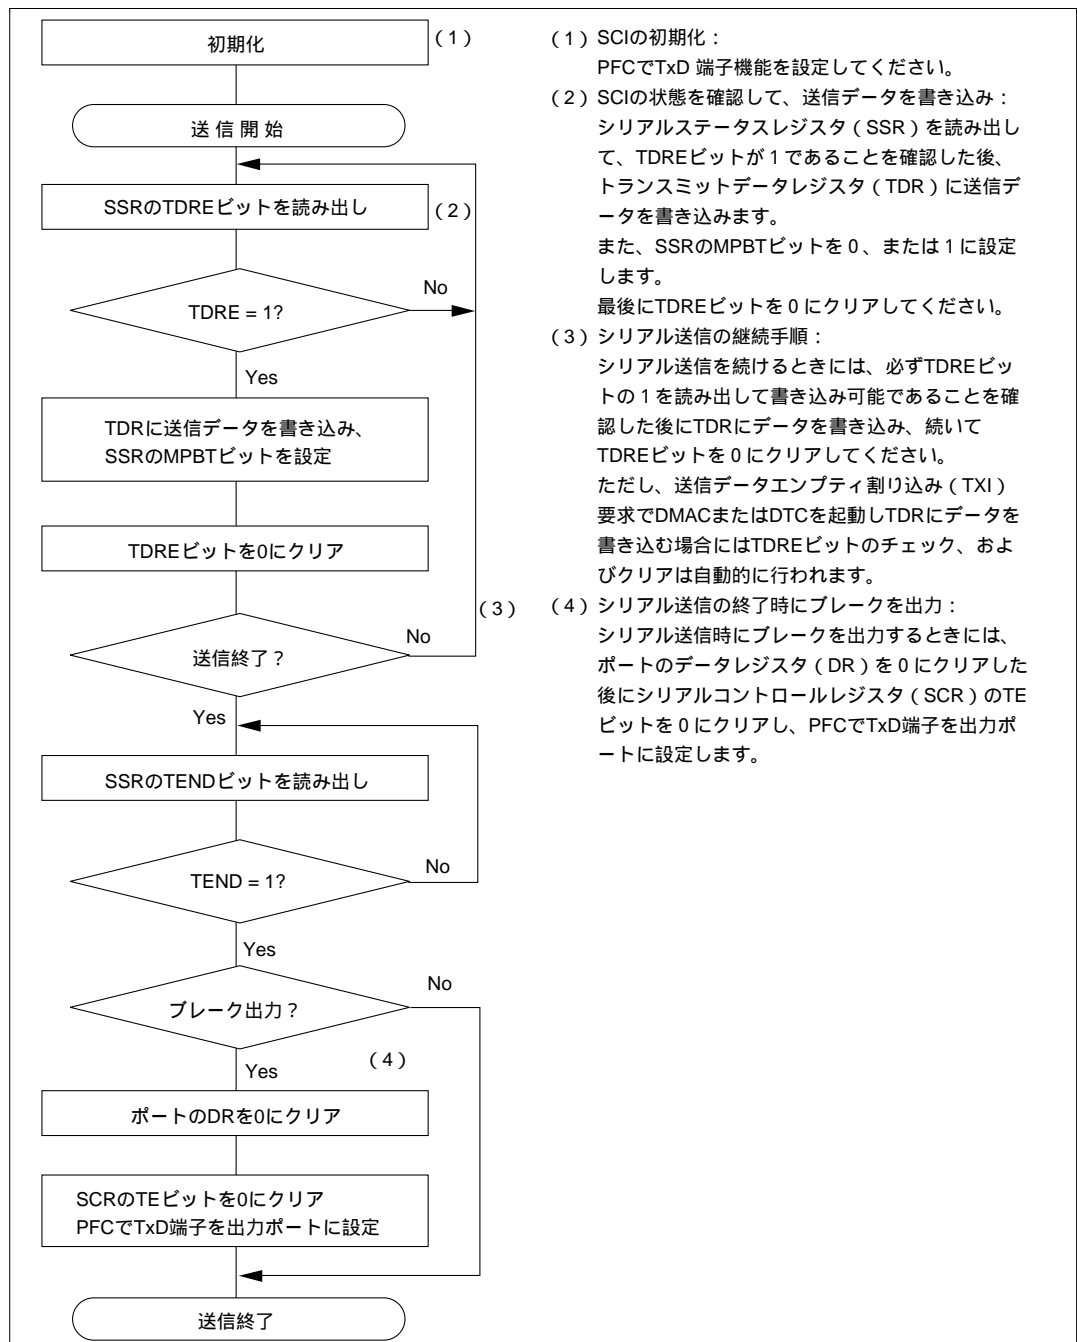 初期化
(1)
送 信 開 始
SSRのTDREビットを読み出し
(2)
TDRE = 1?
No
Yes
TDRに送信データを書き込み、
SSRのMPBTビットを設定
TDREビットを0にクリア
(3)
送信終了？
No
Yes
SSRのTENDビットを読み出し
TEND = 1?
No
Yes
ブレーク出力？
No
(4)
Yes
ポートのDRを0にクリア
SCRのTEビットを0にクリア
PFCでTxD端子を出力ポートに設定
送信終了
(1) SCIの初期化：
PFCでTxD 端子機能を設定してください。
(2) SCIの状態を確認して、送信データを書き込み：
シリアルステータスレジスタ（SSR）を読み出し
て、TDREビットが 1 であることを確認した後、
トランスミットデータレジスタ（TDR）に送信デ
ータを書き込みます。
また、SSRのMPBTビットを 0 、または 1 に設定
します。
最後にTDREビットを 0 にクリアしてください。
(3) シリアル送信の継続手順：
シリアル送信を続けるときには、必ずTDREビッ
トの 1 を読み出して書き込み可能であることを確
認した後にTDRにデータを書き込み、続いて
TDREビットを 0 にクリアしてください。
ただし、送信データエンプティ割り込み（TXI）
要求でDMACまたはDTCを起動しTDRにデータを
書き込む場合にはTDREビットのチェック、およ
びクリアは自動的に行われます。
(4) シリアル送信の終了時にブレークを出力：
シリアル送信時にブレークを出力するときには、
ポートのデータレジスタ（DR）を 0 にクリアした
後にシリアルコントロールレジスタ（SCR）のTE
ビットを 0 にクリアし、PFCでTxD端子を出力ポ
ートに設定します。